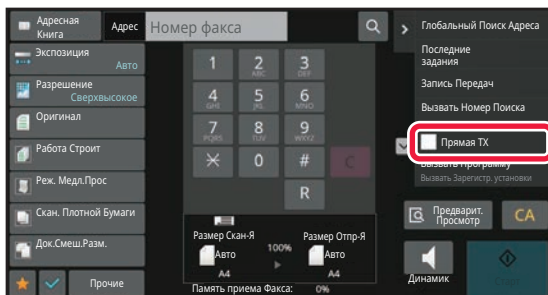 Адресная
Книга
Адрес
Номер факса
Экспозиция
Авто
Разрешение
Сверхвысокое
Оригинал
Работа Строит
Реж. Медл.Прос
Скан. Плотной Бумаги
Док.Смеш.Разм.
Прочие
1
2
ABC
3
DEF
4
GHI
5
JKL
6
MNO
7
PQRS
8
TUV
9
WXYZ
0
#
C
R
Размер Скан-Я
Авто
A4
100%
Размер Отпр-Я
Авто
A4
Память приема Факса: 0%
Глобальный Поиск Адреса
Последние
задания
Запись Передач
Вызвать Номер Поиска
Прямая TX
Вызвать Программу
Вызвать Зарегистр. установки
Предварит.
Просмотр
CA
Динамик
Старт